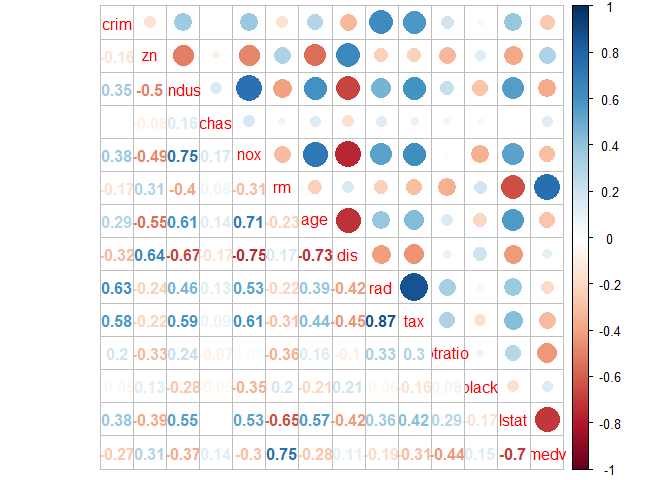 crim
-0.16 zn
0.35 -0.5 ndus
-0.08 0.16 chas
0.38 -0.49 0.75 0.17 nox
-0.17 0.31 -0.4 0.08 -0.31 rm
0.29 -0.55 0.61 0.14 0.71 -0.23 age
-0.32 0.64 -0.67 -0.17 -0.75 0.17 -0.73 dis
0.63 -0.24 0.46 0.13 0.53 -0.22 0.39 -0.42 rad
0.58 -0.22 0.59 0.09 0.61 -0.31 0.44 -0.45 0.87 tax
0.2 -0.33 0.24 -0.36 0.16 -0.1 0.33 0.3 ptratio
0.13 -0.28 -0.35 0.2 -0.21 0.21 -0.16 0.08 black
0.38 -0.39 0.55 0.53 -0.65 0.57 -0.42 0.36 0.42 0.29 -0.17 lstat
-0.27 0.31 -0.37 0.14 -0.3 0.75 -0.28 0.11 -0.19 -0.31 -0.44 0.15 -0.7 medv
1
0.8
0.6
0.4
0.2
0
-0.2
-0.4
-0.6
-0.8
-1